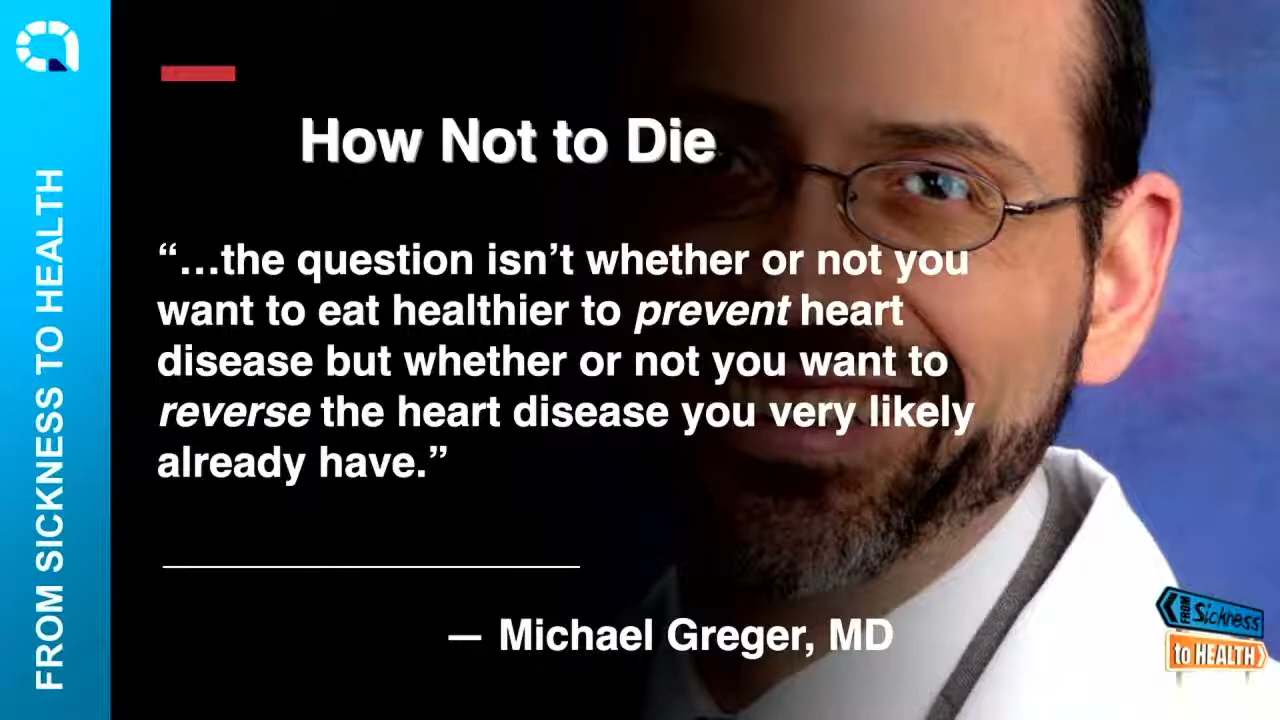 FROM SICKNESS TO HEALTH
How Not to Die
“…the question isn’t whether or not you
want to eat healthier to prevent heart
disease but whether or not you want to
reverse the heart disease you very likely
already have.”
— Michael Greger, MD
FROM Sickness
to HEALTH